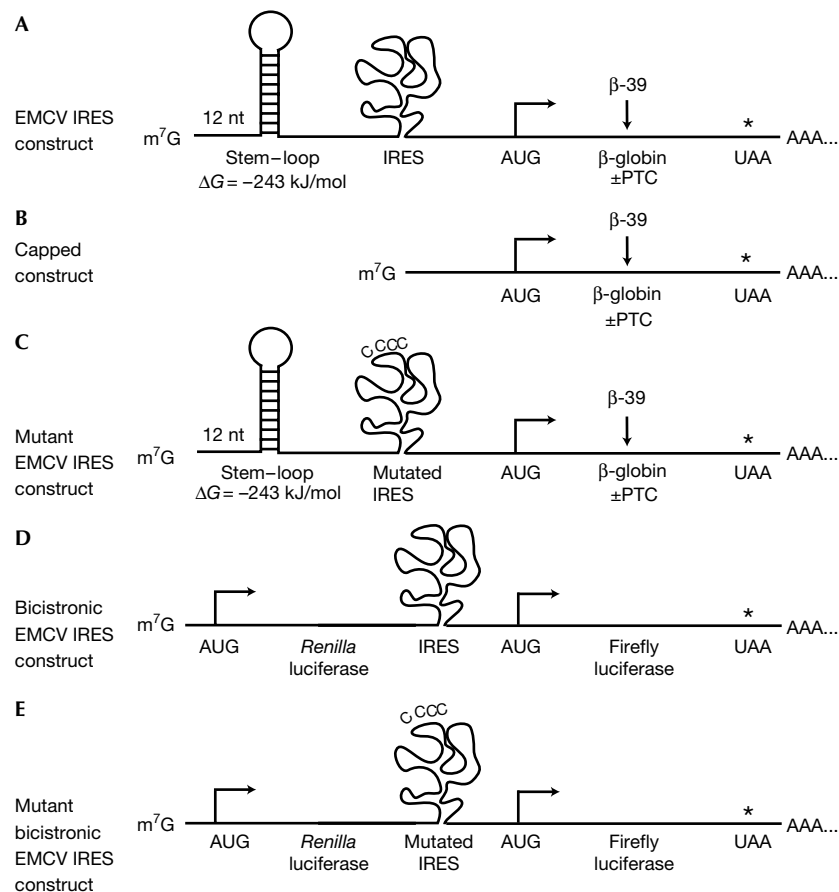 A
EMCV IRES
construct
m⁷G
12 nt
Stem–loop
ΔG = –243 kJ/mol
IRES
AUG
β-39
β-globin
±PTC
*
UAA
AAA...
B
Capped
construct
m⁷G
AUG
β-39
β-globin
±PTC
*
UAA
AAA...
C
Mutant
EMCV IRES
construct
m⁷G
12 nt
Stem–loop
ΔG = –243 kJ/mol
C CCC
Mutated
IRES
AUG
β-39
β-globin
±PTC
*
UAA
AAA...
D
Bicistronic
EMCV IRES
construct
m⁷G
AUG
Renilla
luciferase
IRES
AUG
Firefly
luciferase
*
UAA
AAA...
E
Mutant
bicistronic
EMCV IRES
construct
m⁷G
AUG
Renilla
luciferase
C CCC
Mutated
IRES
AUG
Firefly
luciferase
*
UAA
AAA...